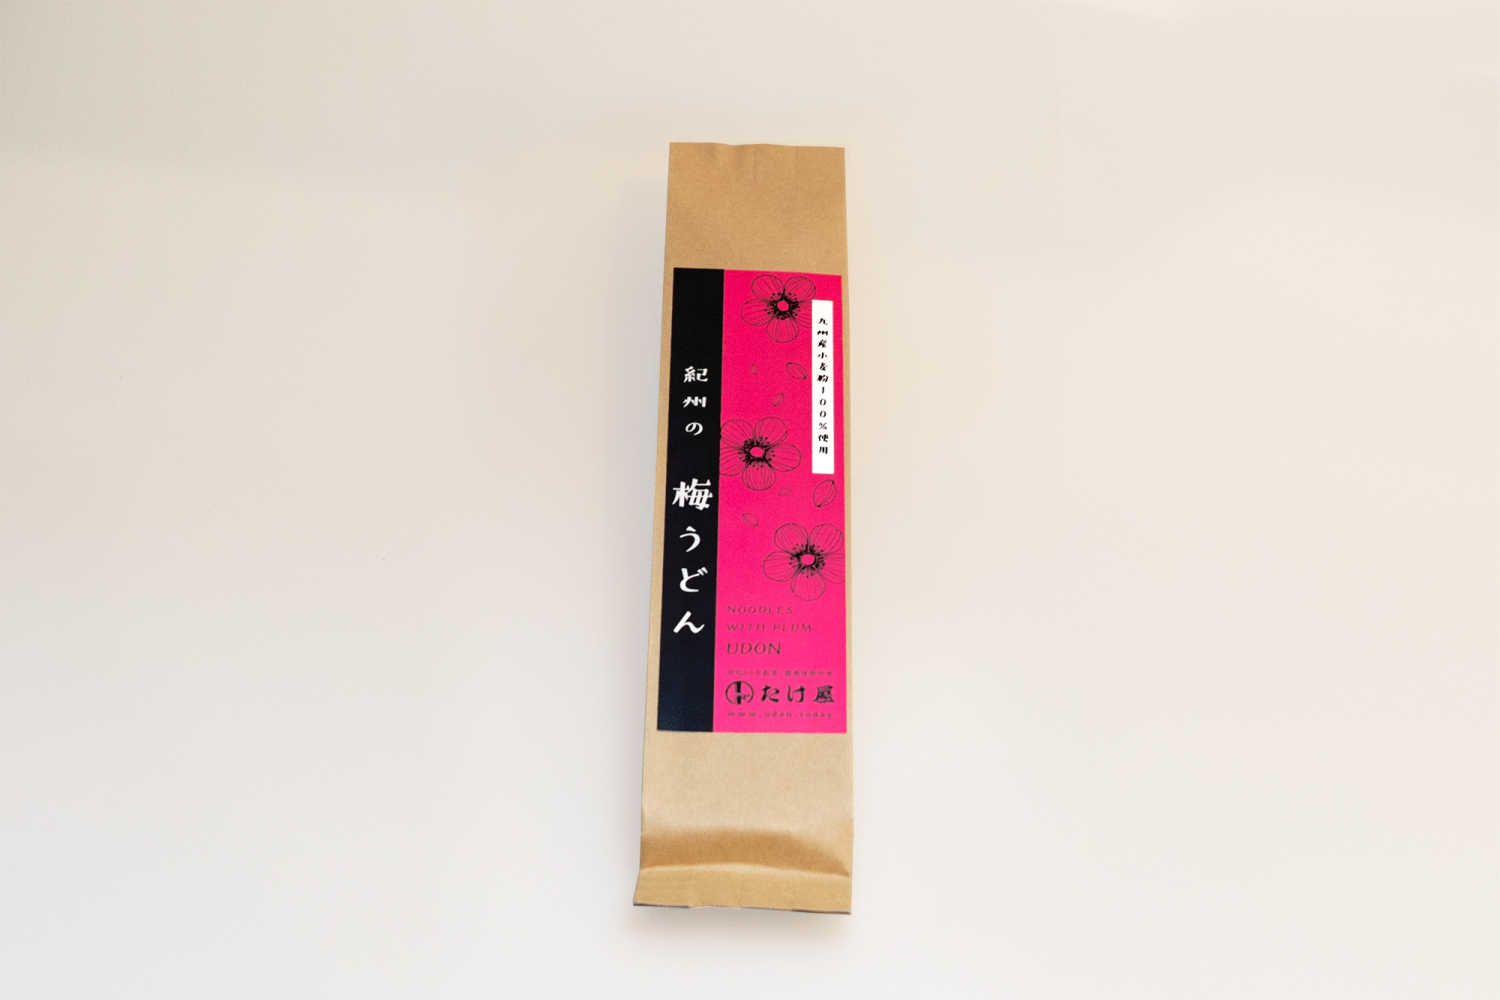 九州産小麦粉100%使用
紀州の 梅うどん
NOODLES
WITH PLUM
UDON
たけ屋
www.udon.today